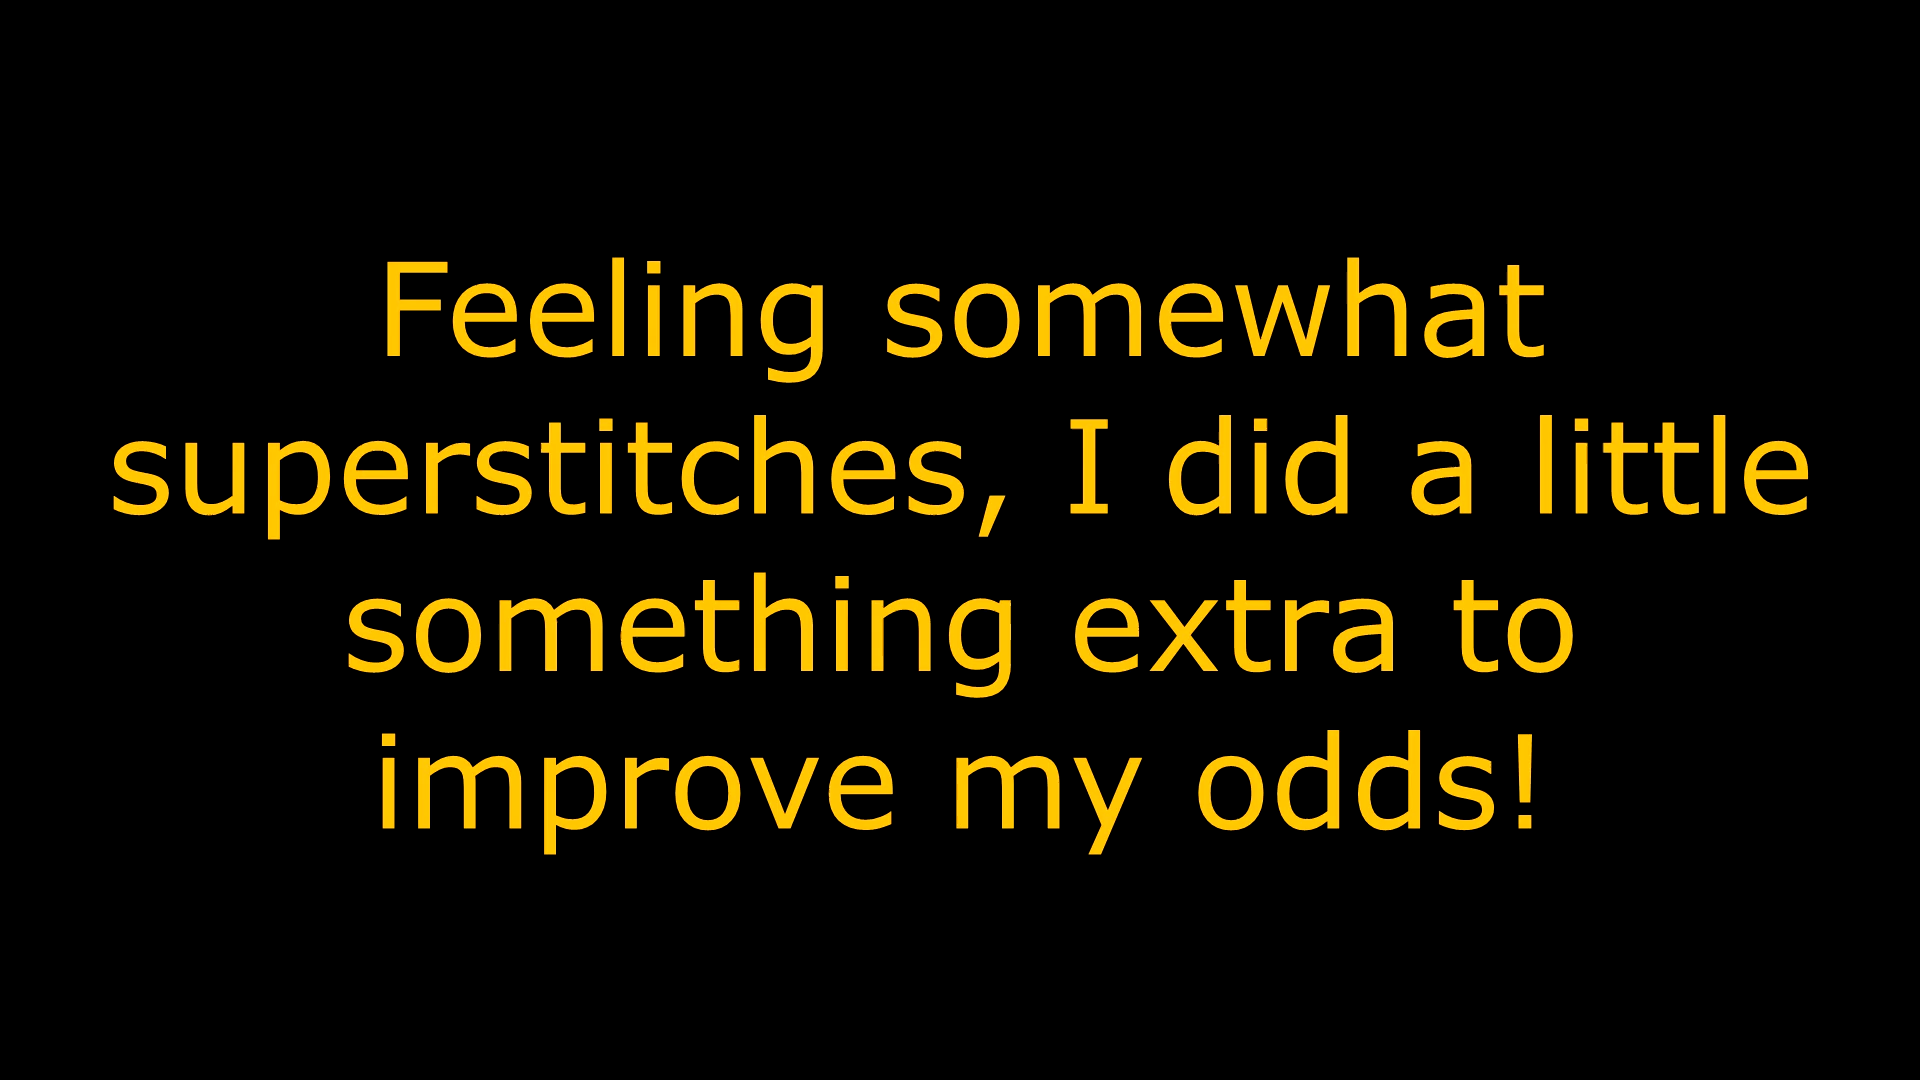 Feeling somewhat
superstitches, I did a little
something extra to
improve my odds!